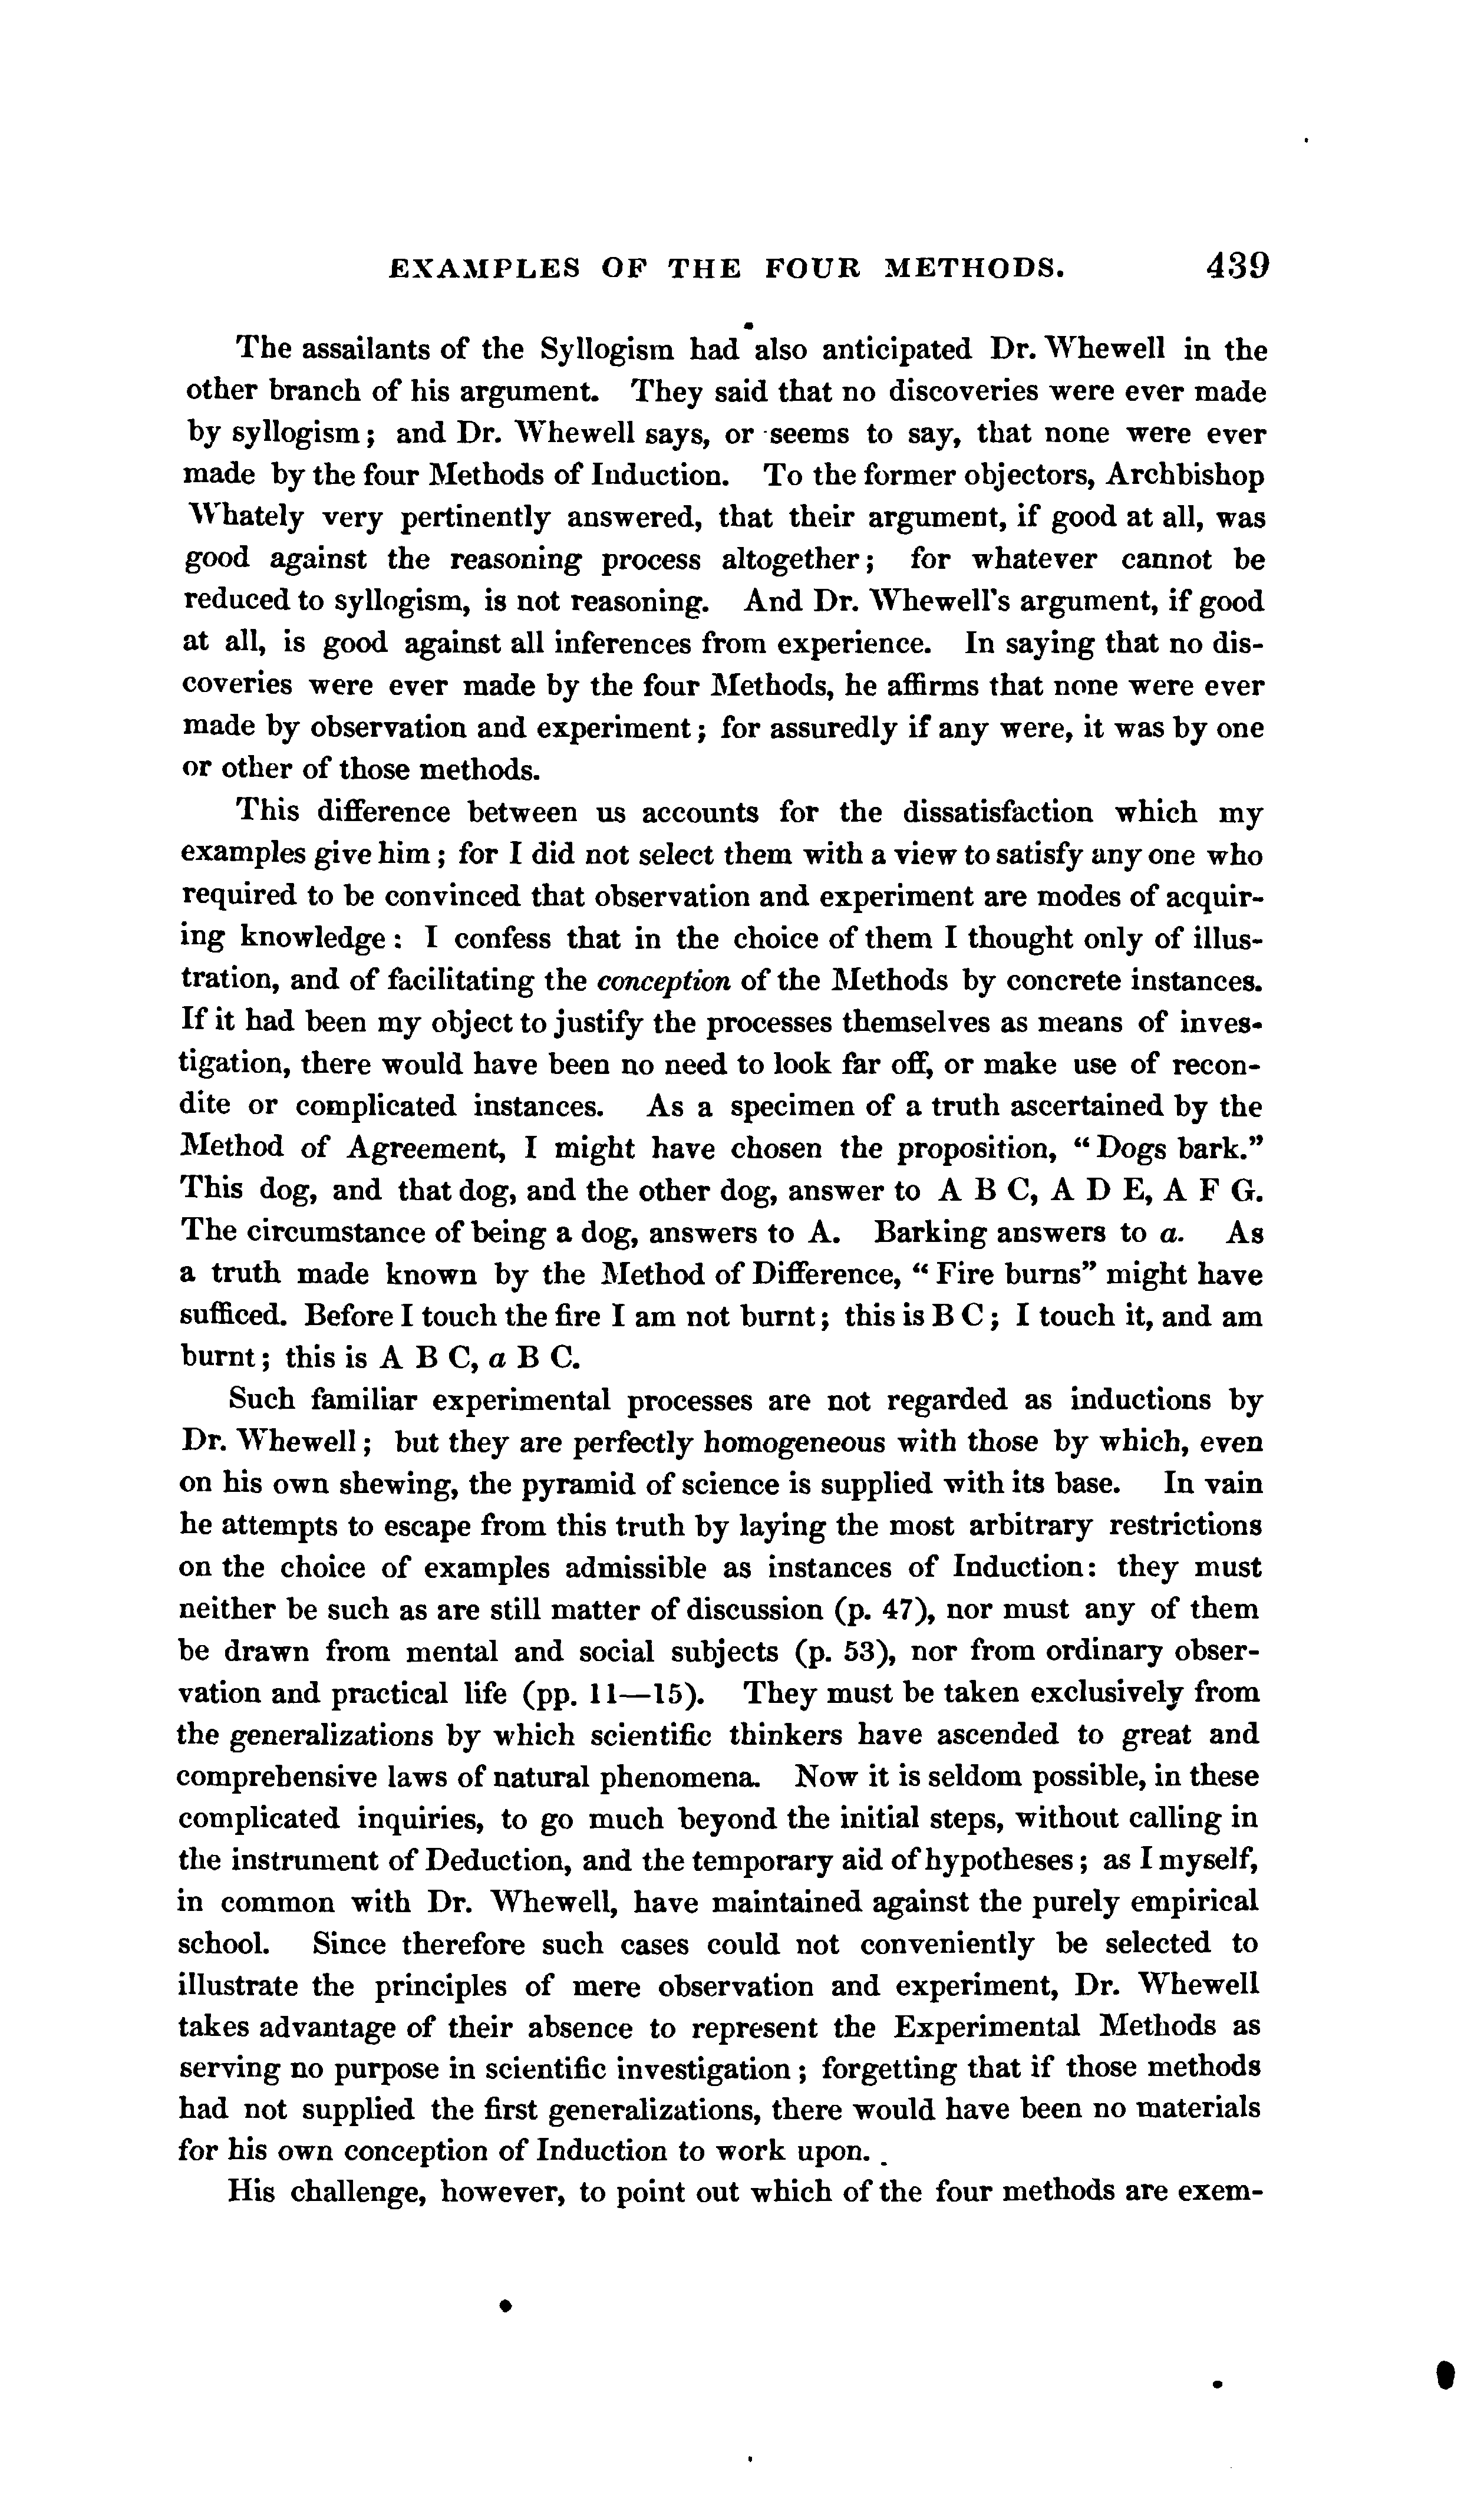 EXAMPLES OF THE FOUR METHODS. 439
The assailants of the Syllogism had also anticipated Dr. Whewell in the
other branch of his argument. They said that no discoveries were ever made
by syllogism; and Dr. Whewell says, or seems to say, that none were ever
made by the four Methods of Induction. To the former objectors, Archbishop
Whately very pertinently answered, that their argument, if good at all, was
good against the reasoning process altogether; for whatever cannot be
reduced to syllogism, is not reasoning. And Dr. Whewell's argument, if good
at all, is good against all inferences from experience. In saying that no dis-
coveries were ever made by the four Methods, he affirms that none were ever
made by observation and experiment; for assuredly if any were, it was by one
or other of those methods.
This difference between us accounts for the dissatisfaction which my
examples give him; for I did not select them with a view to satisfy any one who
required to be convinced that observation and experiment are modes of acquir-
ing knowledge: I confess that in the choice of them I thought only of illus-
tration, and of facilitating the conception of the Methods by concrete instances.
If it had been my object to justify the processes themselves as means of inves-
tigation, there would have been no need to look far off, or make use of recon-
dite or complicated instances. As a specimen of a truth ascertained by the
Method of Agreement, I might have chosen the proposition, “Dogs bark.”
This dog, and that dog, and the other dog, answer to A B C, A D E, A F G.
The circumstance of being a dog, answers to A. Barking answers to a. As
a truth made known by the Method of Difference, “Fire burns” might have
sufficed. Before I touch the fire I am not burnt; this is B C; I touch it, and am
burnt; this is A B C, a B C.
Such familiar experimental processes are not regarded as inductions by
Dr. Whewell; but they are perfectly homogeneous with those by which, even
on his own shewing, the pyramid of science is supplied with its base. In vain
he attempts to escape from this truth by laying the most arbitrary restrictions
on the choice of examples admissible as instances of Induction: they must
neither be such as are still matter of discussion (p. 47), nor must any of them
be drawn from mental and social subjects (p. 53), nor from ordinary obser-
vation and practical life (pp. 11—15). They must be taken exclusively from
the generalizations by which scientific thinkers have ascended to great and
comprehensive laws of natural phenomena. Now it is seldom possible, in these
complicated inquiries, to go much beyond the initial steps, without calling in
the instrument of Deduction, and the temporary aid of hypotheses; as I myself,
in common with Dr. Whewell, have maintained against the purely empirical
school. Since therefore such cases could not conveniently be selected to
illustrate the principles of mere observation and experiment, Dr. Whewell
takes advantage of their absence to represent the Experimental Methods as
serving no purpose in scientific investigation; forgetting that if those methods
had not supplied the first generalizations, there would have been no materials
for his own conception of Induction to work upon.
His challenge, however, to point out which of the four methods are exem-